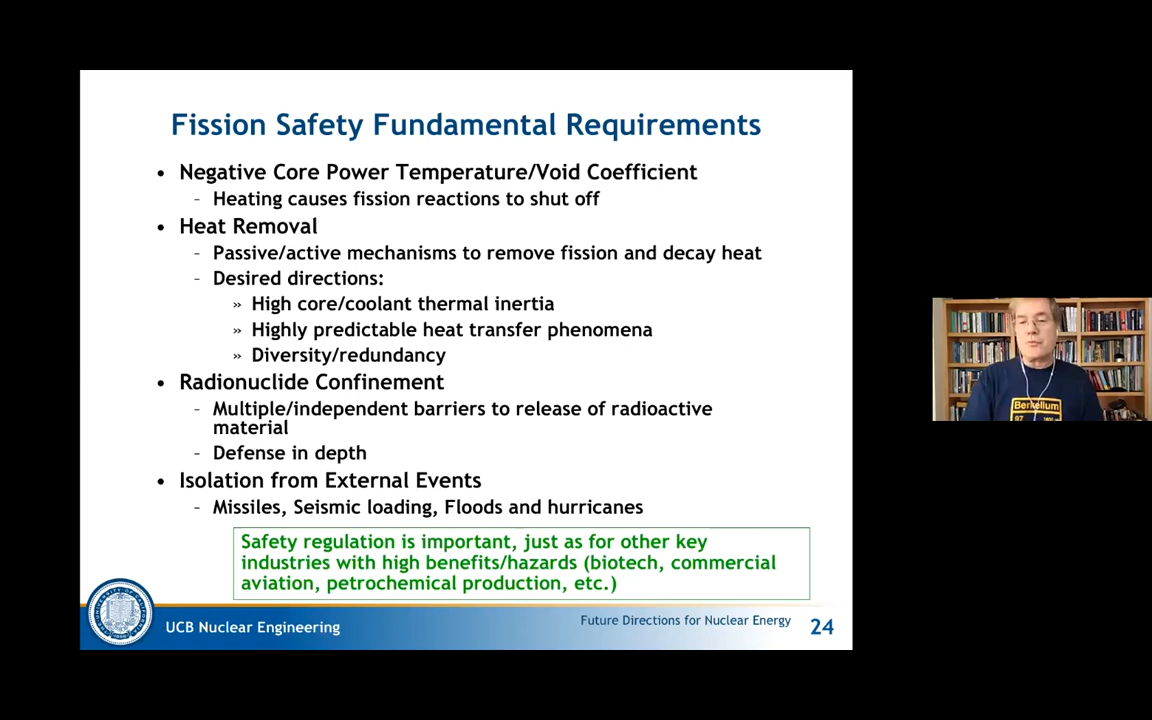 Fission Safety Fundamental Requirements
• Negative Core Power Temperature/Void Coefficient
– Heating causes fission reactions to shut off
• Heat Removal
– Passive/active mechanisms to remove fission and decay heat
– Desired directions:
» High core/coolant thermal inertia
» Highly predictable heat transfer phenomena
» Diversity/redundancy
• Radionuclide Confinement
– Multiple/independent barriers to release of radioactive
material
– Defense in depth
• Isolation from External Events
– Missiles, Seismic loading, Floods and hurricanes
Safety regulation is important, just as for other key
industries with high benefits/hazards (biotech, commercial
aviation, petrochemical production, etc.)
UCB Nuclear Engineering
Future Directions for Nuclear Energy
24
Berkelium
97